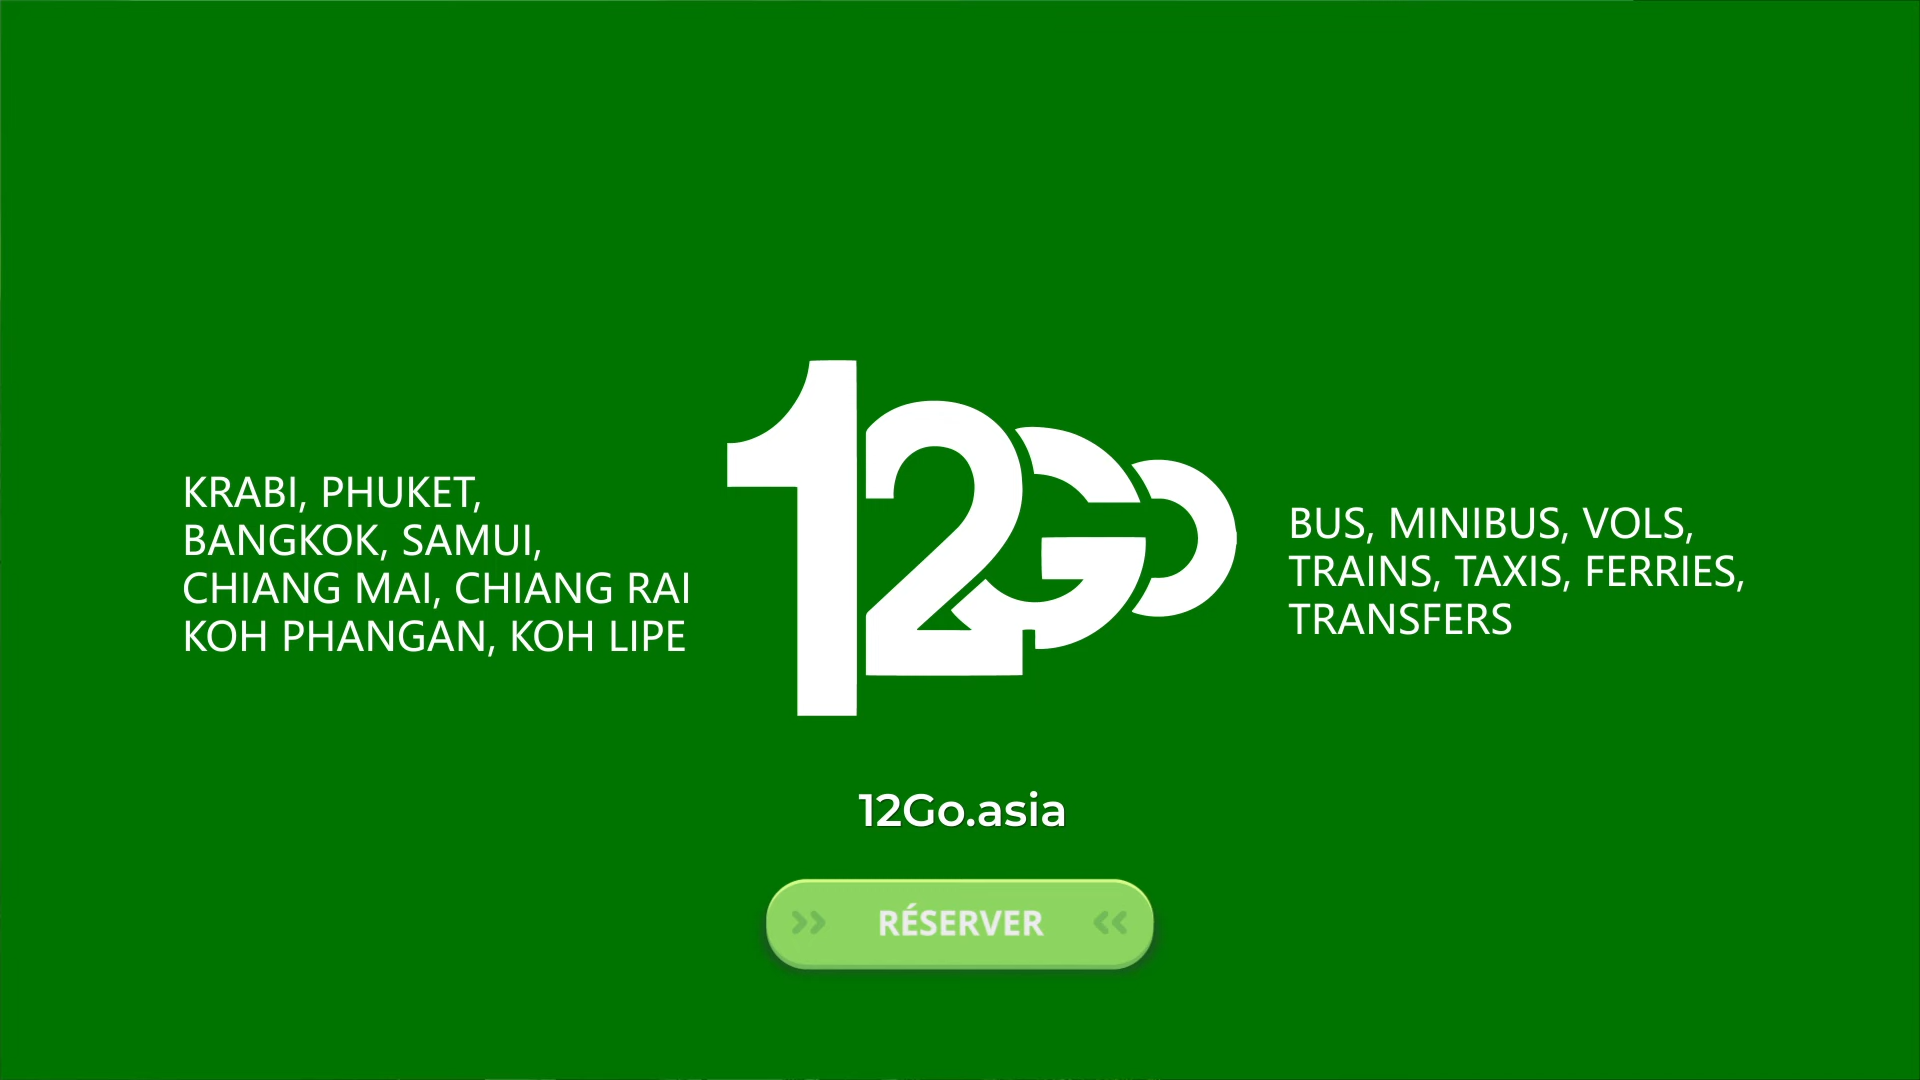 KRABI, PHUKET,
BANGKOK, SAMUI,
CHIANG MAI, CHIANG RAI
KOH PHANGAN, KOH LIPE
12Go
BUS, MINIBUS, VOLS,
TRAINS, TAXIS, FERRIES,
TRANSFERS
12Go.asia
RÉSERVER